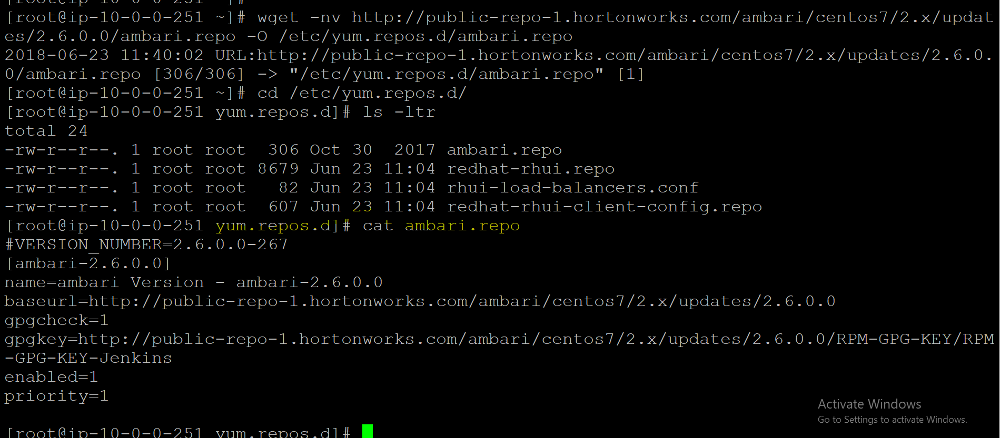 [root@ip-10-0-0-251 ~]#
[root@ip-10-0-0-251 ~]# wget -nv http://public-repo-1.hortonworks.com/ambari/centos7/2.x/updat
es/2.6.0.0/ambari.repo -O /etc/yum.repos.d/ambari.repo
2018-06-23 11:40:02 URL:http://public-repo-1.hortonworks.com/ambari/centos7/2.x/updates/2.6.0.
0/ambari.repo [306/306] -> "/etc/yum.repos.d/ambari.repo" [1]
[root@ip-10-0-0-251 ~]# cd /etc/yum.repos.d/
[root@ip-10-0-0-251 yum.repos.d]# ls -ltr
total 24
-rw-r--r--. 1 root root  306 Oct 30  2017 ambari.repo
-rw-r--r--. 1 root root 8679 Jun 23 11:04 redhat-rhui.repo
-rw-r--r--. 1 root root   82 Jun 23 11:04 rhui-load-balancers.conf
-rw-r--r--. 1 root root  607 Jun 23 11:04 redhat-rhui-client-config.repo
[root@ip-10-0-0-251 yum.repos.d]# cat ambari.repo
#VERSION_NUMBER=2.6.0.0-267
[ambari-2.6.0.0]
name=ambari Version - ambari-2.6.0.0
baseurl=http://public-repo-1.hortonworks.com/ambari/centos7/2.x/updates/2.6.0.0
gpgcheck=1
gpgkey=http://public-repo-1.hortonworks.com/ambari/centos7/2.x/updates/2.6.0.0/RPM-GPG-KEY/RPM
-GPG-KEY-Jenkins
enabled=1
priority=1
Activate Windows
Go to Settings to activate Windows.
[root@ip-10-0-0-251 yum.repos.d]#